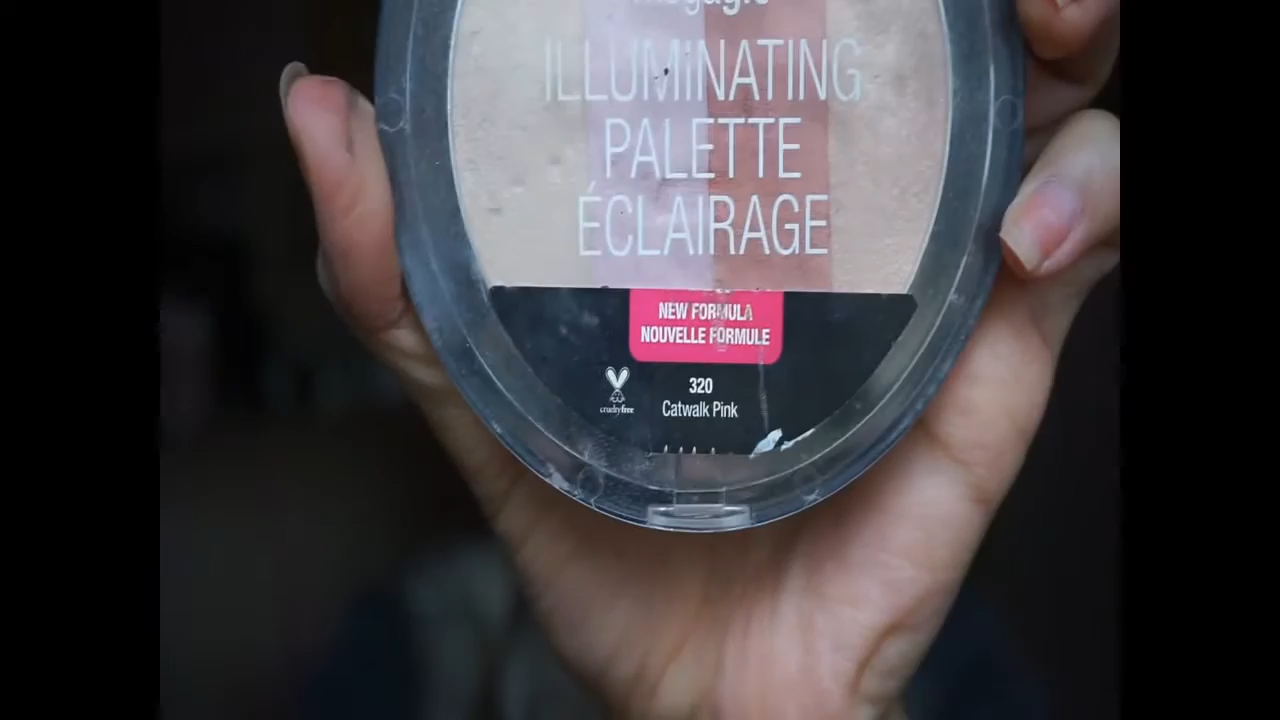 ILLUMINATING
PALETTE
ÉCLAIRAGE
NEW FORMULA
NOUVELLE FORMULE
320
Catwalk Pink
crueltyfree